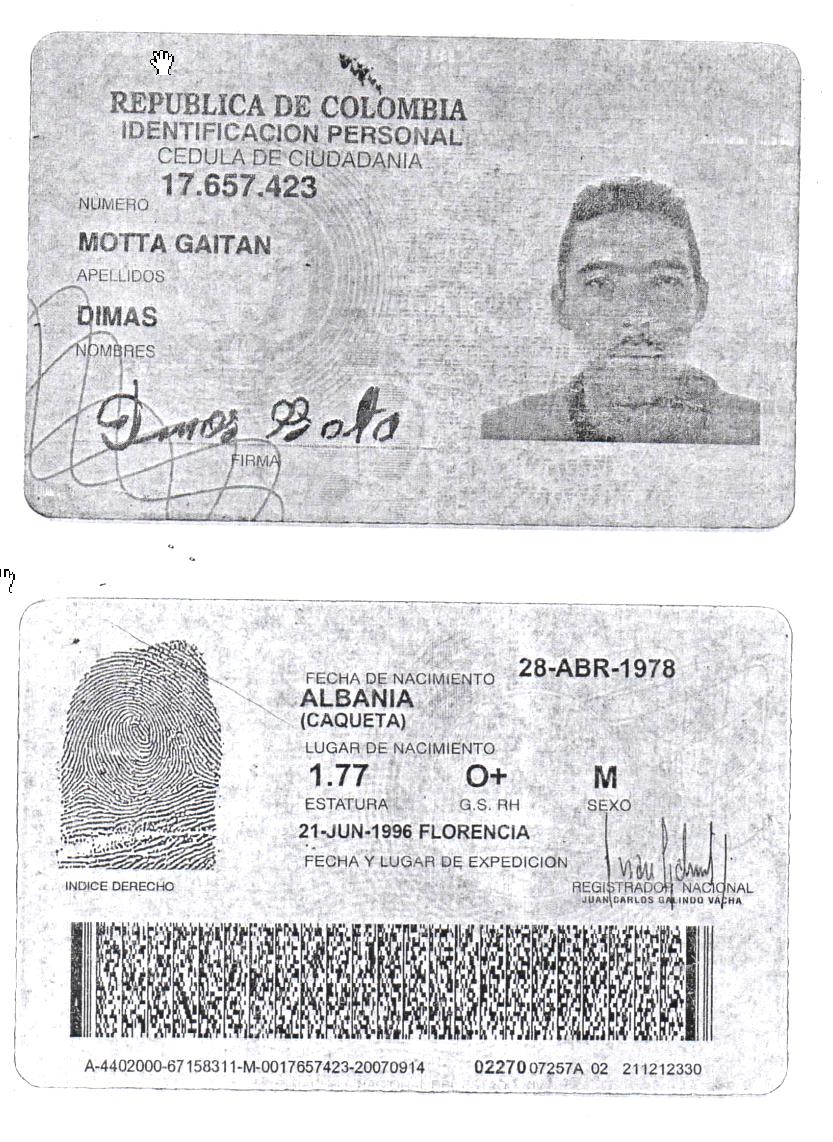 REPUBLICA DE COLOMBIA
IDENTIFICACION PERSONAL
CEDULA DE CIUDADANIA
17.657.423
NUMERO
MOTTA GAITAN
APELLIDOS
DIMAS
NOMBRES
FIRMA
FECHA DE NACIMIENTO 28-ABR-1978
ALBANIA
(CAQUETA)
LUGAR DE NACIMIENTO
1.77 O+ M
ESTATURA G.S. RH SEXO
21-JUN-1996 FLORENCIA
FECHA Y LUGAR DE EXPEDICION
INDICE DERECHO
REGISTRADOR NACIONAL
JUAN CARLOS GALINDO VACHA
A-4402000-67158311-M-0017657423-20070914 02270 07257A 02 211212330